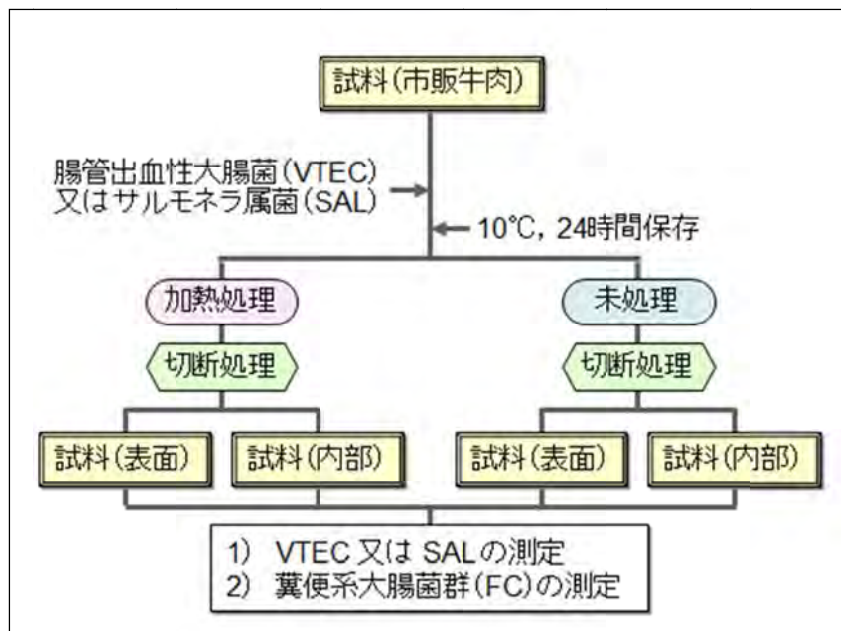 試料(市販牛肉)
腸管出血性大腸菌(VTEC)
又はサルモネラ属菌(SAL)
10℃, 24時間保存
加熱処理
未処理
切断処理
切断処理
試料(表面)
試料(内部)
試料(表面)
試料(内部)
1) VTEC 又は SALの測定
2) 糞便系大腸菌群(FC)の測定